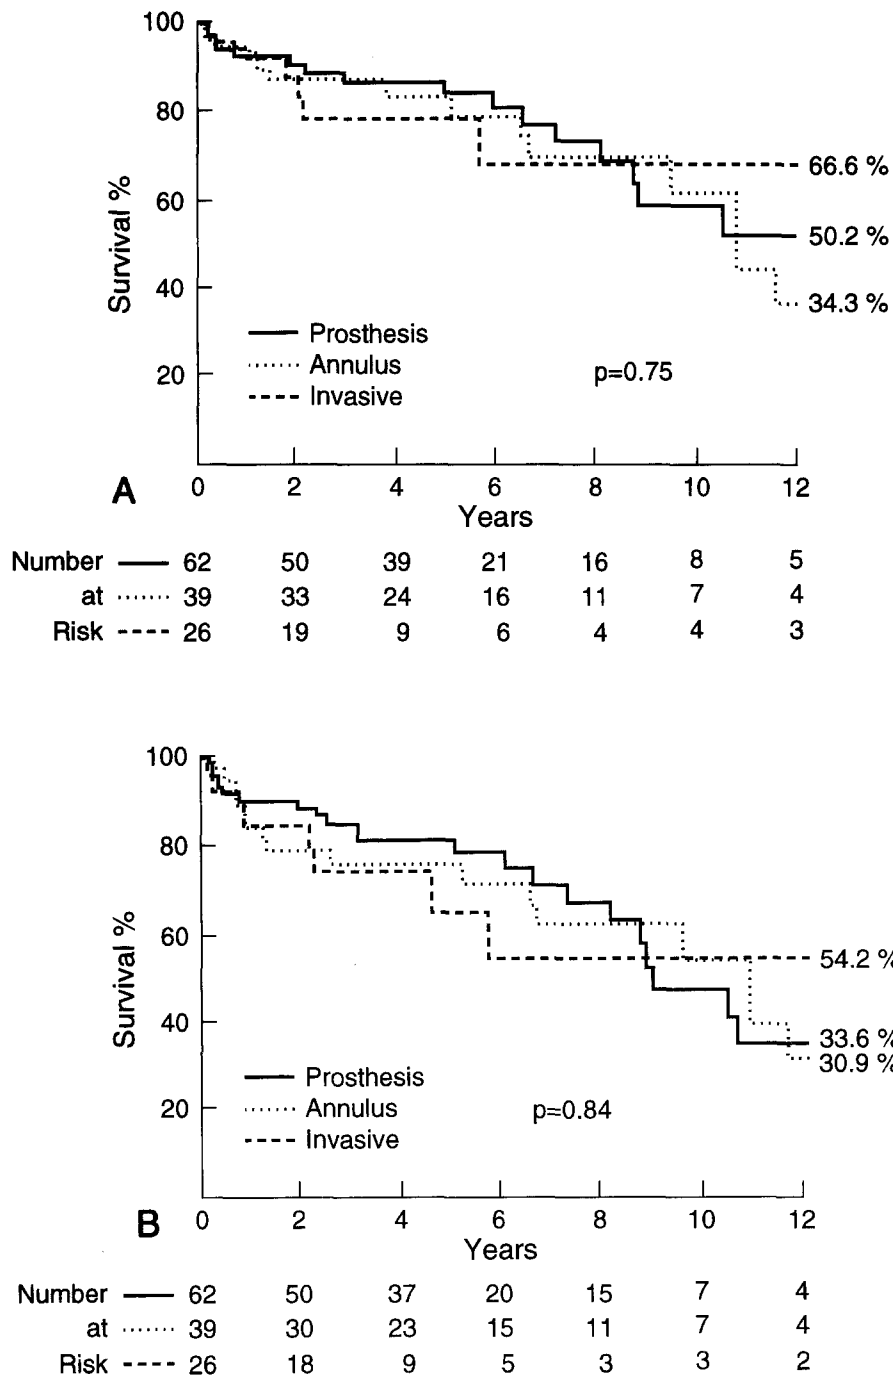 100
80
60
40
20
Survival %
Prosthesis
Annulus
Invasive
p=0.75
66.6 %
50.2 %
34.3 %
0 2 4 6 8 10 12
A
Years
Number 62 50 39 21 16 8 5
at 39 33 24 16 11 7 4
Risk 26 19 9 6 4 4 3
100
80
60
40
20
Survival %
54.2 %
33.6 %
30.9 %
Prosthesis
Annulus
Invasive
p=0.84
0 2 4 6 8 10 12
B
Years
Number 62 50 37 20 15 7 4
at 39 30 23 15 11 7 4
Risk 26 18 9 5 3 3 2